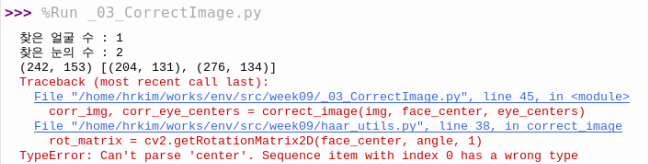 >>> %Run _03_CorrectImage.py
찾은 얼굴 수 : 1
찾은 눈의 수 : 2
(242, 153) [(204, 131), (276, 134)]
Traceback (most recent call last):
File "/home/hrkim/works/env/src/week09/_03_CorrectImage.py", line 45, in <module>
corr_img, corr_eye_centers = correct_image(img, face_center, eye_centers)
File "/home/hrkim/works/env/src/week09/haar_utils.py", line 38, in correct_image
rot_matrix = cv2.getRotationMatrix2D(face_center, angle, 1)
TypeError: Can't parse 'center'. Sequence item with index 0 has a wrong type